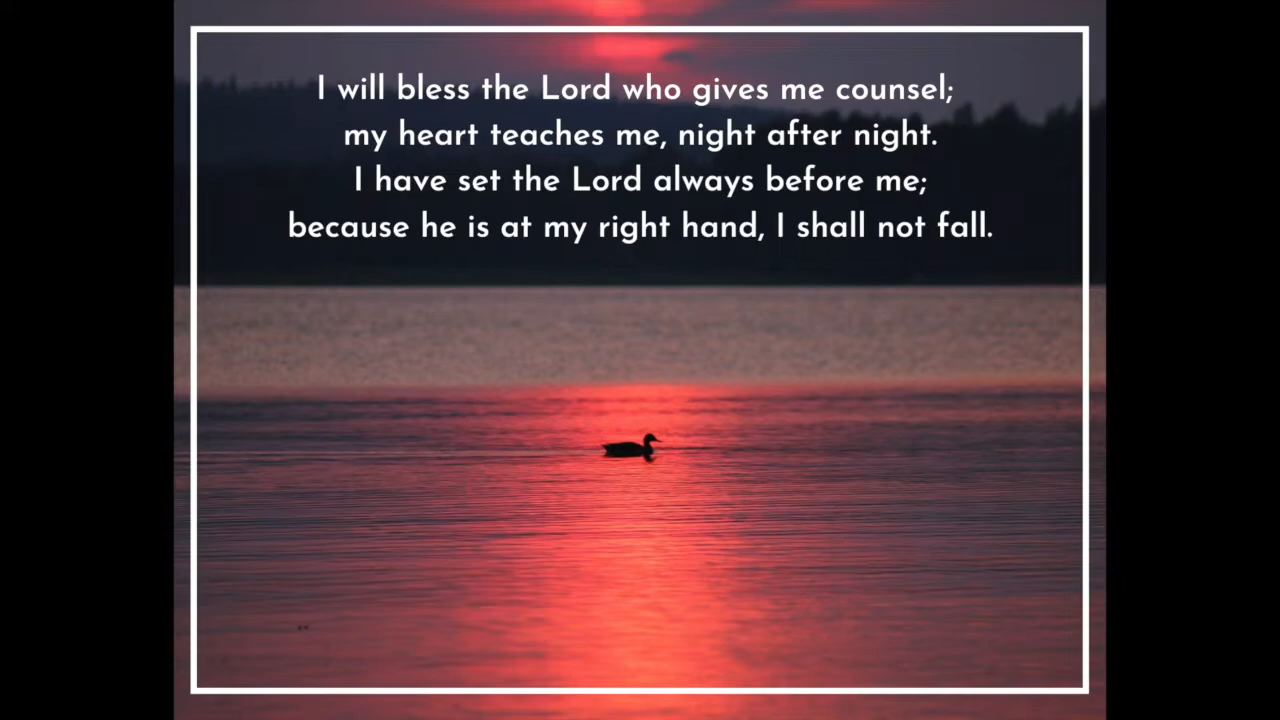 I will bless the Lord who gives me counsel;
my heart teaches me, night after night.
I have set the Lord always before me;
because he is at my right hand, I shall not fall.